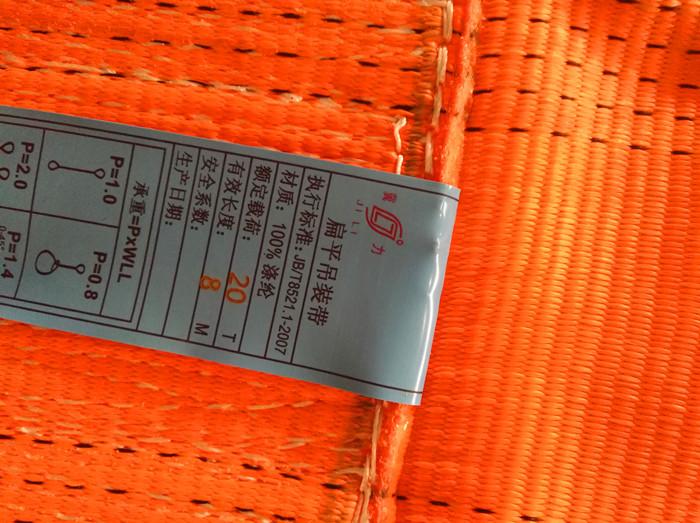 冀 力
JI LI
扁平吊装带
执行标准: JB/T8521.1-2007
材质: 100% 涤纶
额定载荷: 20 T
有效长度: 8 M
安全系数:
生产日期:
承重=PxWLL
P=1.0 P=0.8
P=2.0 P=1.4